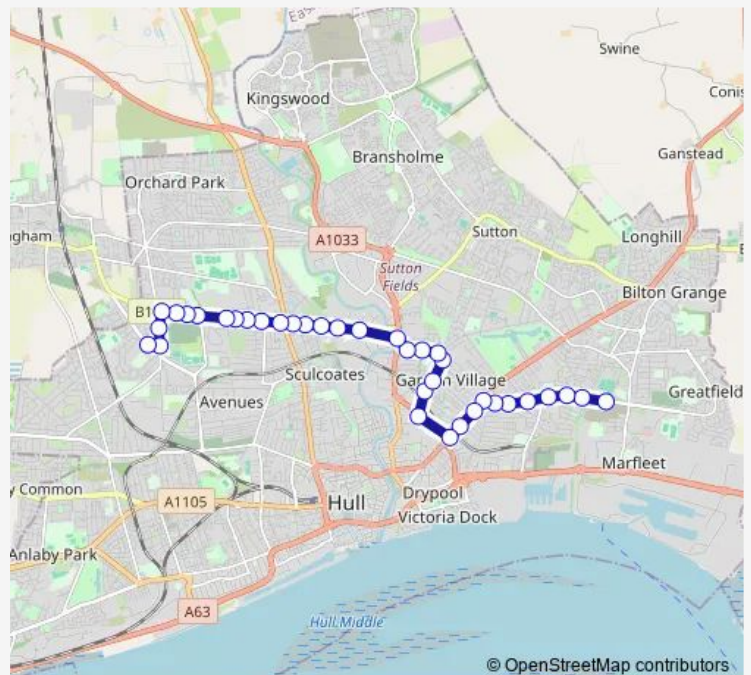 Swine
Conis
Kingswood
Bransholme
Ganstead
Orchard Park
Sutton
Longhill
ngham
A1033
Sutton
Fields
Bilton Grange
B1
Sculcoates
Garden Village
Avenues
Greatfield
Marfleet
y Common
A1105
Hull
Drypool
Victoria Dock
Anlaby Park
A63
Hull Middle
© OpenStreetMap contributors